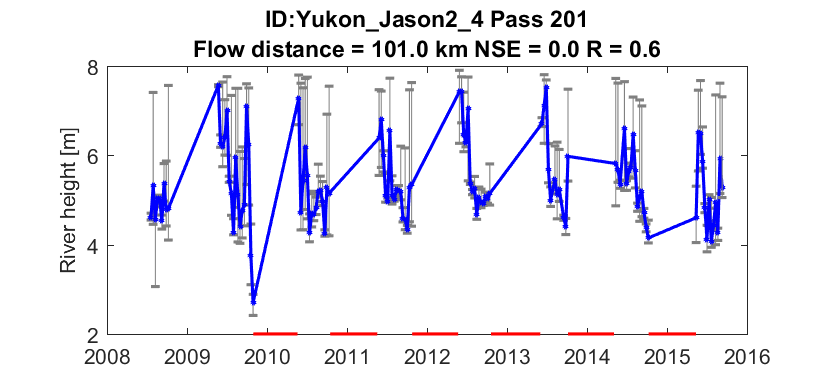 ID:Yukon_Jason2_4 Pass 201
Flow distance = 101.0 km NSE = 0.0 R = 0.6
River height [m]
8
6
4
2
2008 2009 2010 2011 2012 2013 2014 2015 2016